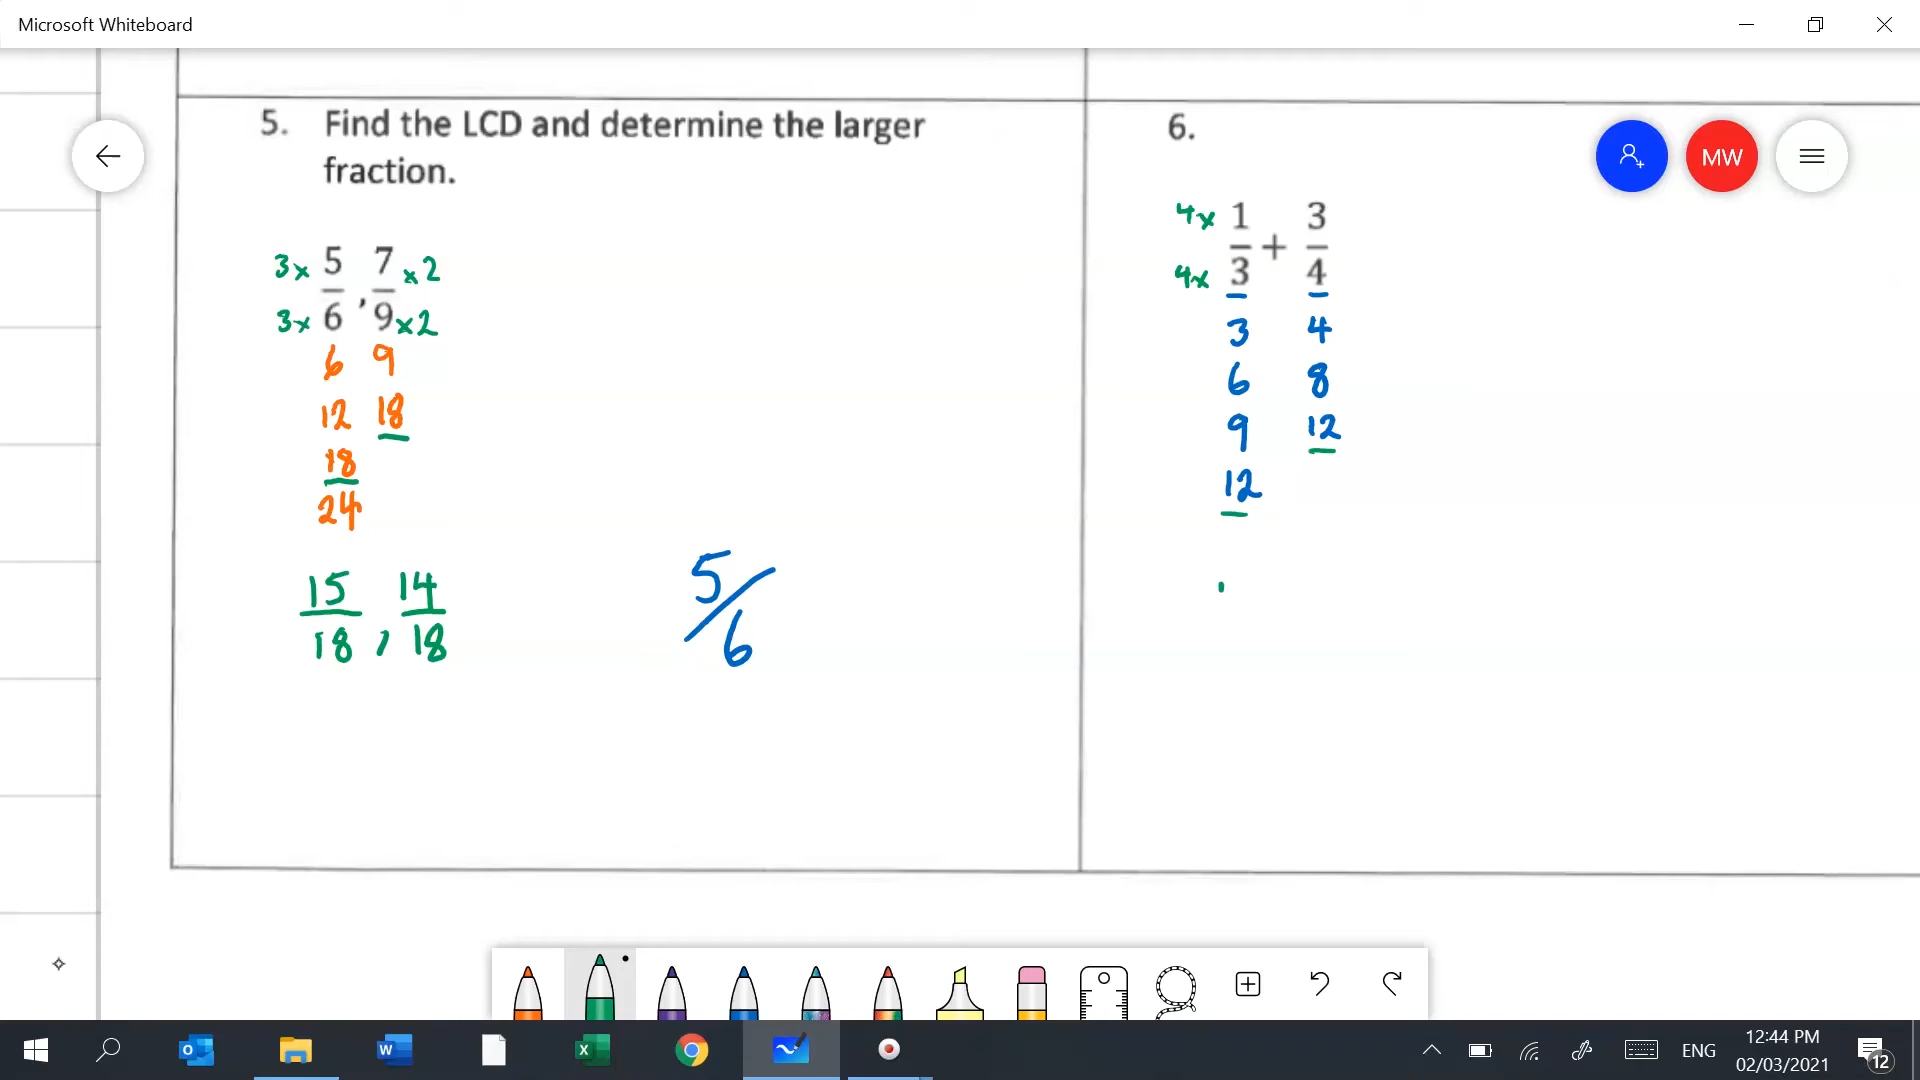 Microsoft Whiteboard
5. Find the LCD and determine the larger
fraction.
3x 5 7 x2
3x 6 , 9 x2
6 9
12 18
18
24
15 14
18 , 18
5/6
6.
MW
4x 1 + 3
4x 3 4
3 4
6 8
9 12
12
ENG
12:44 PM
02/03/2021
12